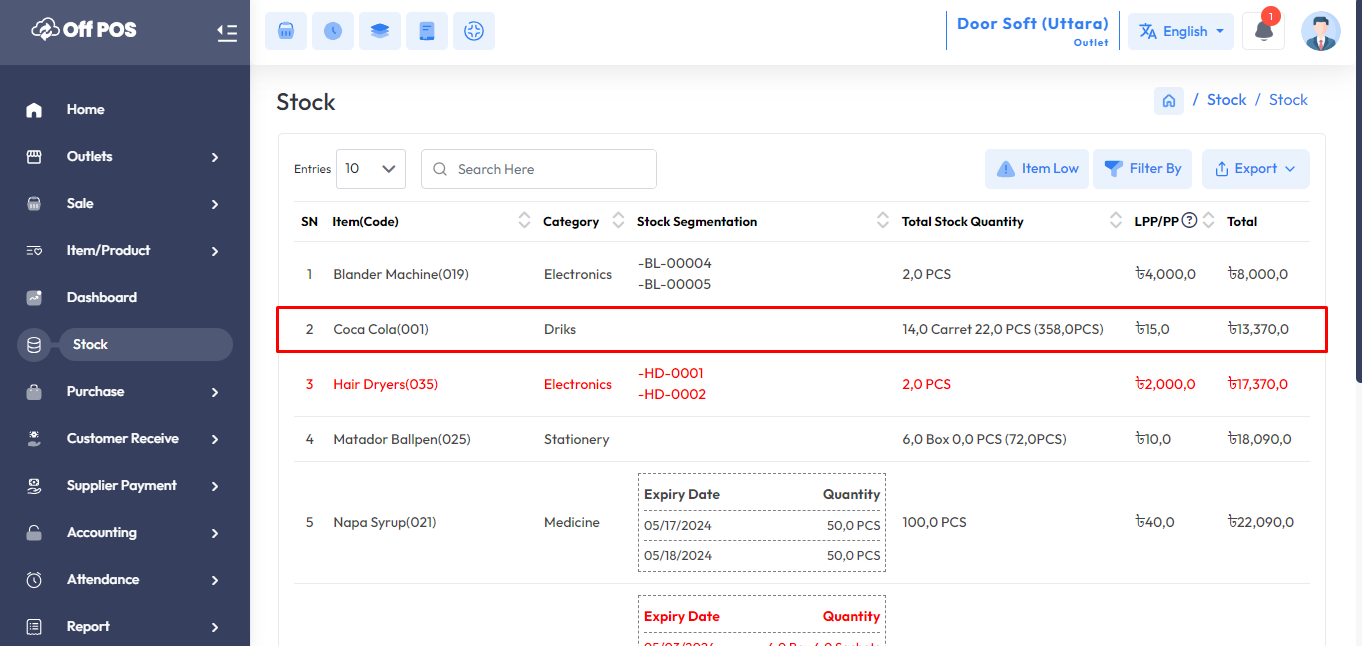 Off POS
Door Soft (Uttara)
Outlet
English
1
Home
Outlets
Sale
Item/Product
Dashboard
Stock
Purchase
Customer Receive
Supplier Payment
Accounting
Attendance
Report
Stock
/ Stock / Stock
Entries 10 Search Here Item Low Filter By Export
SN Item(Code) Category Stock Segmentation Total Stock Quantity LPP/PP ? Total
1 Blander Machine(019) Electronics -BL-00004 2,0 PCS ৳4,000,0 ৳8,000,0
-BL-00005
2 Coca Cola(001) Driks 14,0 Carret 22,0 PCS (358,0PCS) ৳15,0 ৳13,370,0
3 Hair Dryers(035) Electronics -HD-0001 2,0 PCS ৳2,000,0 ৳17,370,0
-HD-0002
4 Matador Ballpen(025) Stationery 6,0 Box 0,0 PCS (72,0PCS) ৳10,0 ৳18,090,0
Expiry Date Quantity
5 Napa Syrup(021) Medicine 05/17/2024 50,0 PCS 100,0 PCS ৳40,0 ৳22,090,0
05/18/2024 50,0 PCS
Expiry Date Quantity